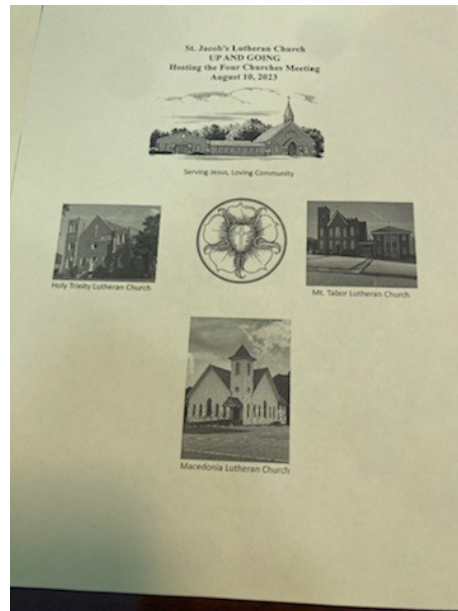 St. Jacob's Lutheran Church
UP AND GOING
Hosting the Four Churches Meeting
August 10, 2023
Serving Jesus, Loving Community
Holy Trinity Lutheran Church
Mt. Tabor Lutheran Church
Macedonia Lutheran Church